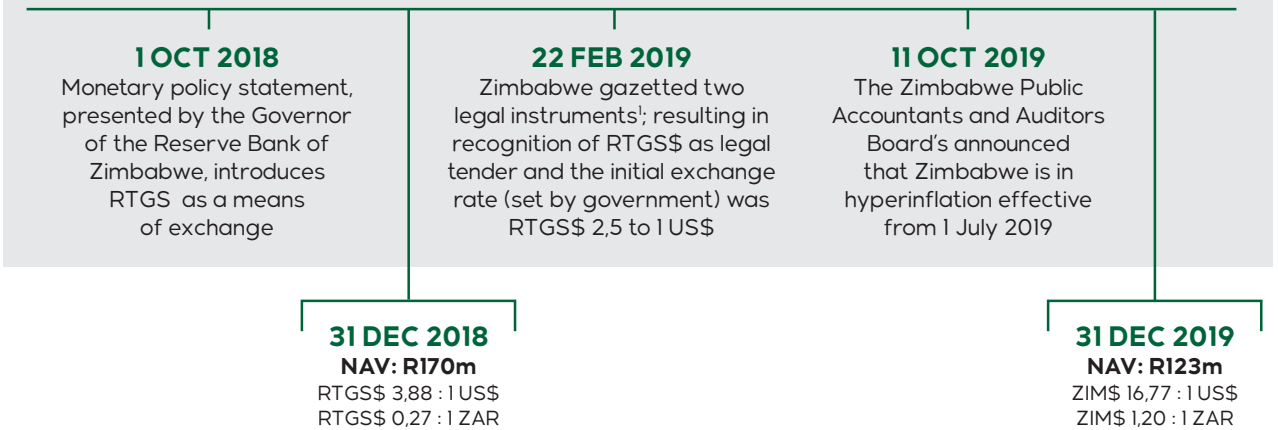 1 OCT 2018
Monetary policy statement,
presented by the Governor
of the Reserve Bank of
Zimbabwe, introduces
RTGS as a means
of exchange
22 FEB 2019
Zimbabwe gazetted two
legal instruments¹; resulting in
recognition of RTGS$ as legal
tender and the initial exchange
rate (set by government) was
RTGS$ 2,5 to 1 US$
11 OCT 2019
The Zimbabwe Public
Accountants and Auditors
Board’s announced
that Zimbabwe is in
hyperinflation effective
from 1 July 2019
31 DEC 2018
NAV: R170m
RTGS$ 3,88 : 1 US$
RTGS$ 0,27 : 1 ZAR
31 DEC 2019
NAV: R123m
ZIM$ 16,77 : 1 US$
ZIM$ 1,20 : 1 ZAR